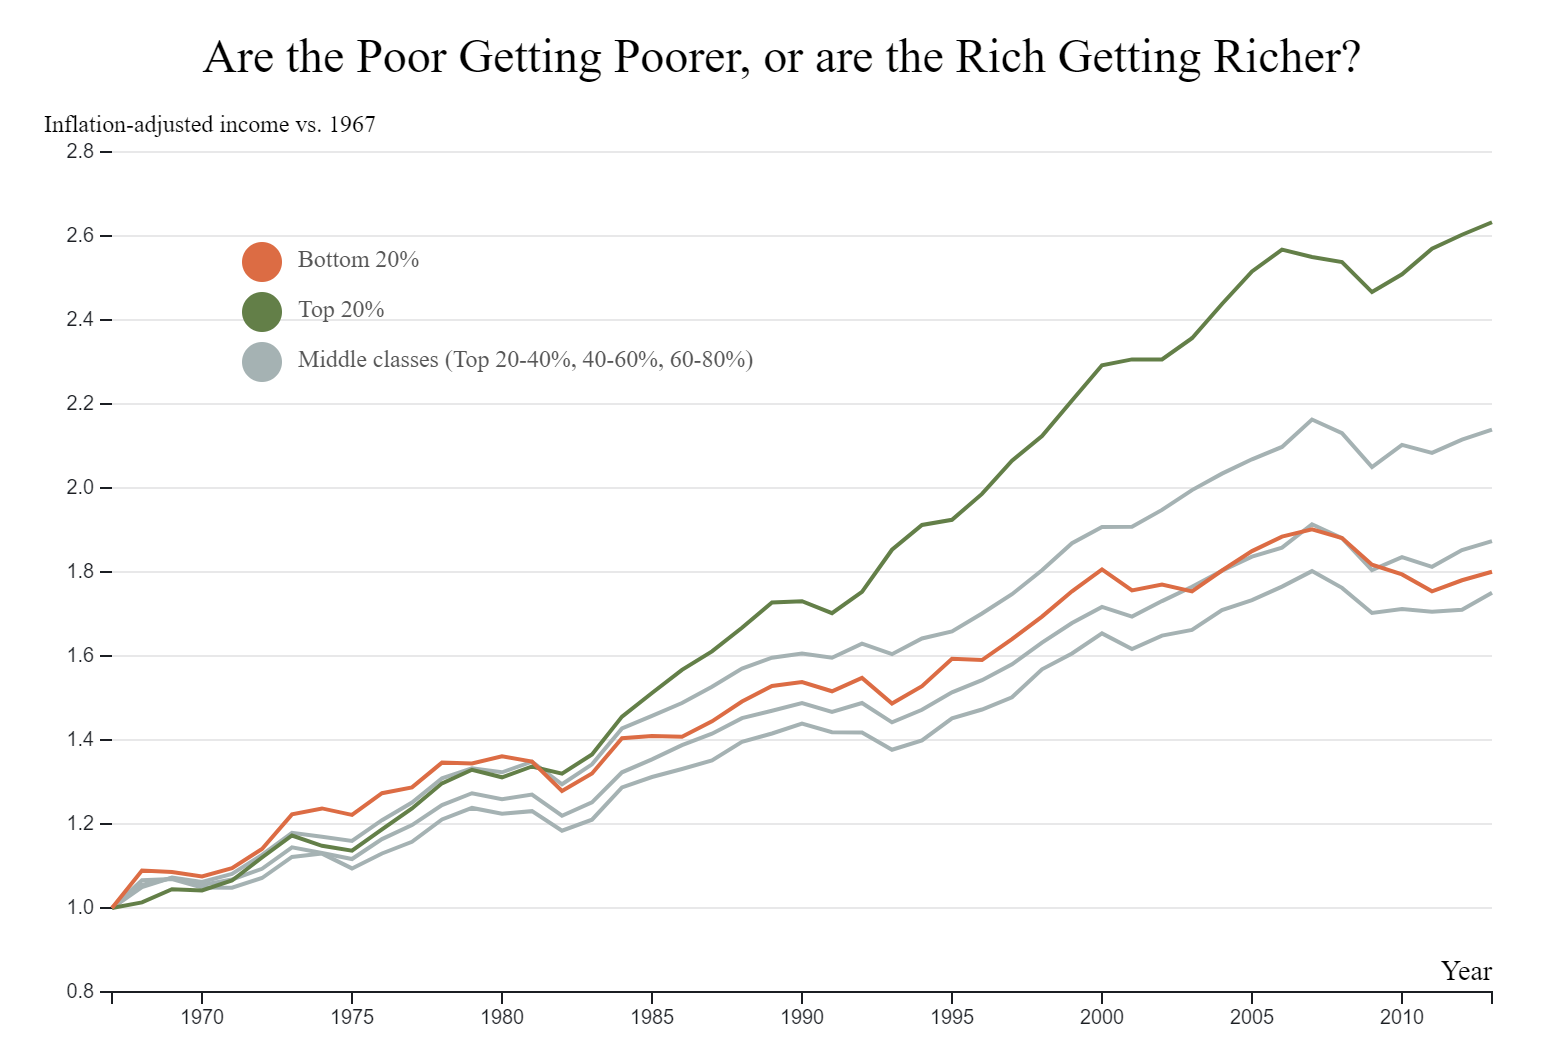 Are the Poor Getting Poorer, or are the Rich Getting Richer?
Inflation-adjusted income vs. 1967
2.8
2.6
Bottom 20%
Top 20%
2.4
Middle classes (Top 20-40%, 40-60%, 60-80%)
2.2
2.0
1.8
1.6
1.4
1.2
1.0
Year
0.8
1970 1975 1980 1985 1990 1995 2000 2005 2010